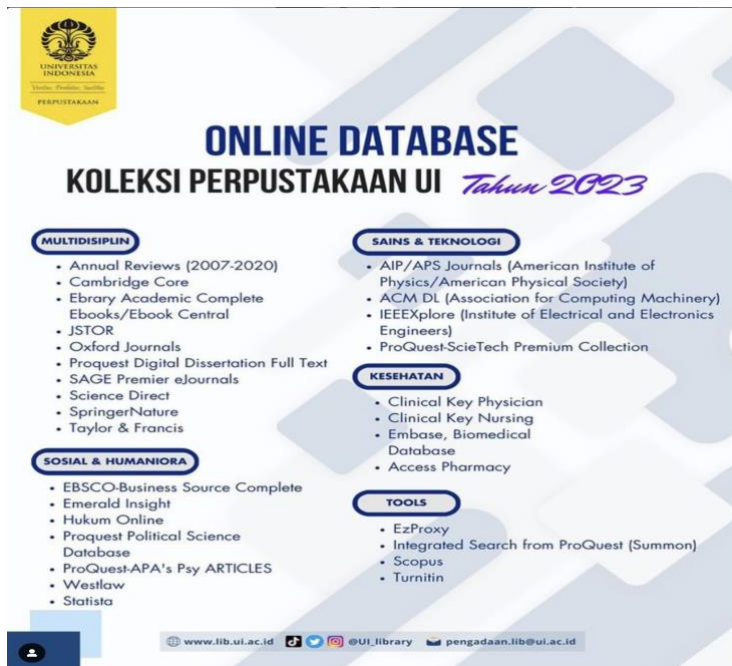 UNIVERSITAS
INDONESIA
Veritas, Probitas, Iustitia
PERPUSTAKAAN
ONLINE DATABASE
KOLEKSI PERPUSTAKAAN UI Tahun 2023
MULTIDISIPLIN
• Annual Reviews (2007-2020)
• Cambridge Core
• Ebrary Academic Complete
Ebooks/Ebook Central
• JSTOR
• Oxford Journals
• Proquest Digital Dissertation Full Text
• SAGE Premier eJournals
• Science Direct
• SpringerNature
• Taylor & Francis
SOSIAL & HUMANIORA
• EBSCO-Business Source Complete
• Emerald Insight
• Hukum Online
• Proquest Political Science
Database
• ProQuest-APA's Psy ARTICLES
• Westlaw
• Statista
SAINS & TEKNOLOGI
• AIP/APS Journals (American Institute of
Physics/American Physical Society)
• ACM DL (Association for Computing Machinery)
• IEEEXplore (Institute of Electrical and Electronics
Engineers)
• ProQuest-ScieTech Premium Collection
KESEHATAN
• Clinical Key Physician
• Clinical Key Nursing
• Embase, Biomedical
Database
• Access Pharmacy
TOOLS
• EzProxy
• Integrated Search from ProQuest (Summon)
• Scopus
• Turnitin
www.lib.ui.ac.id @UI_library pengadaan.lib@ui.ac.id